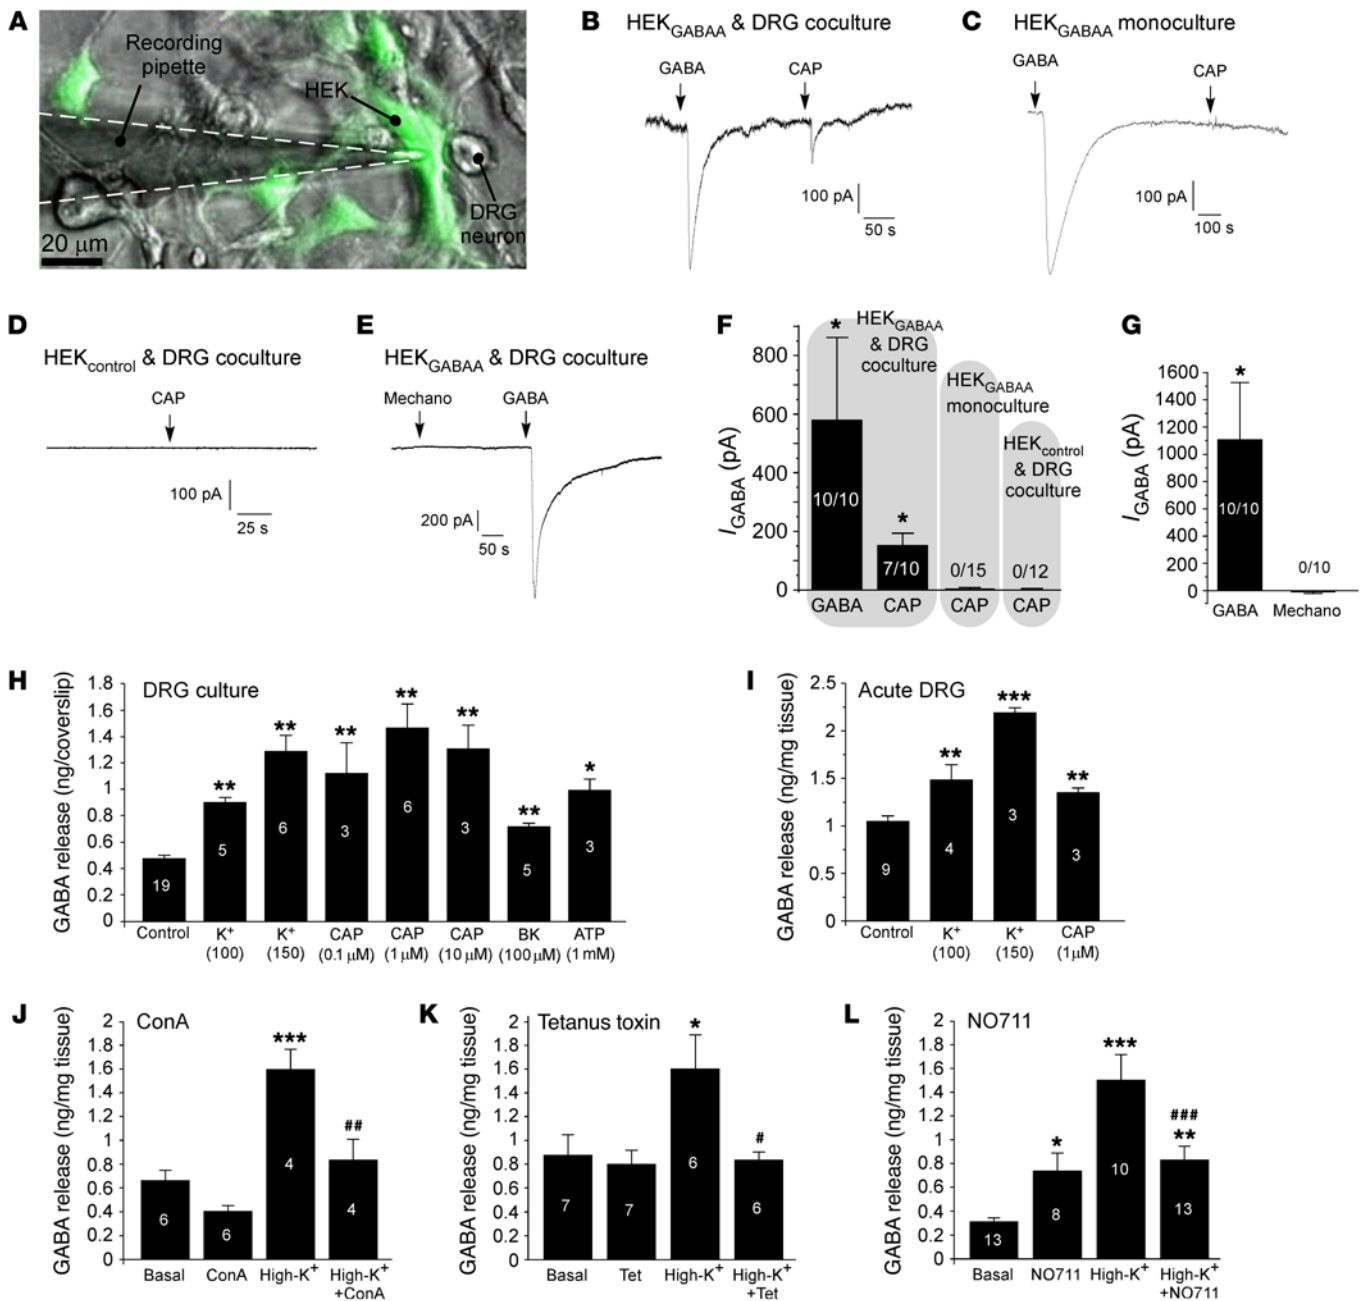 A
Recording
pipette
HEK
DRG
neuron
20 μm
B
HEKGABAA & DRG coculture
GABA
CAP
100 pA
50 s
C
HEKGABAA monoculture
GABA
CAP
100 pA
100 s
D
HEKcontrol & DRG coculture
CAP
100 pA
25 s
E
HEKGABAA & DRG coculture
Mechano
GABA
200 pA
50 s
F
IGABA (pA)
800
600
400
200
0
*
HEKGABAA
& DRG
coculture
HEKGABAA
monoculture
HEKcontrol
& DRG
coculture
10/10
*
7/10
0/15
0/12
GABA
CAP
CAP
CAP
G
IGABA (pA)
1600
1400
1200
1000
800
600
400
200
0
*
10/10
0/10
GABA
Mechano
H
DRG culture
GABA release (ng/coverslip)
1.8
1.6
1.4
1.2
1
0.8
0.6
0.4
0.2
0
** ** ** ** ** ** *
19 5 6 3 6 3 5 3
Control K+ K+ CAP CAP CAP BK ATP
(100) (150) (0.1 μM) (1 μM) (10 μM) (100 μM) (1 mM)
I
Acute DRG
GABA release (ng/mg tissue)
2.5
2
1.5
1
0.5
0
** *** **
9 4 3 3
Control K+ K+ CAP
(100) (150) (1μM)
J
ConA
GABA release (ng/mg tissue)
2
1.8
1.6
1.4
1.2
1
0.8
0.6
0.4
0.2
0
***
##
6 6 4 4
Basal ConA High-K+ High-K+
+ConA
K
Tetanus toxin
GABA release (ng/mg tissue)
2
1.8
1.6
1.4
1.2
1
0.8
0.6
0.4
0.2
0
*
#
7 7 6 6
Basal Tet High-K+ High-K+
+Tet
L
NO711
GABA release (ng/mg tissue)
2
1.8
1.6
1.4
1.2
1
0.8
0.6
0.4
0.2
0
*
***
###
**
13 8 10 13
Basal NO711 High-K+ High-K+
+NO711